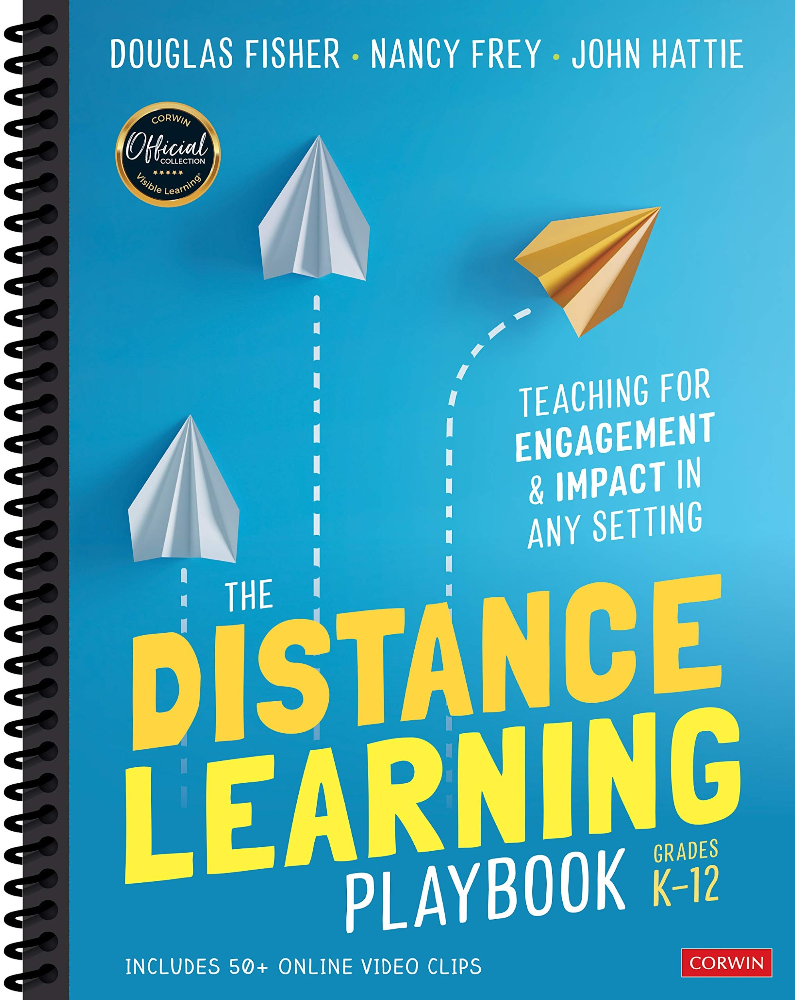 DOUGLAS FISHER • NANCY FREY • JOHN HATTIE
CORWIN
Official
COLLECTION
Visible Learning®
TEACHING FOR
ENGAGEMENT
& IMPACT IN
ANY SETTING
THE
DISTANCE
LEARNING
PLAYBOOK
GRADES
K–12
INCLUDES 50+ ONLINE VIDEO CLIPS
CORWIN